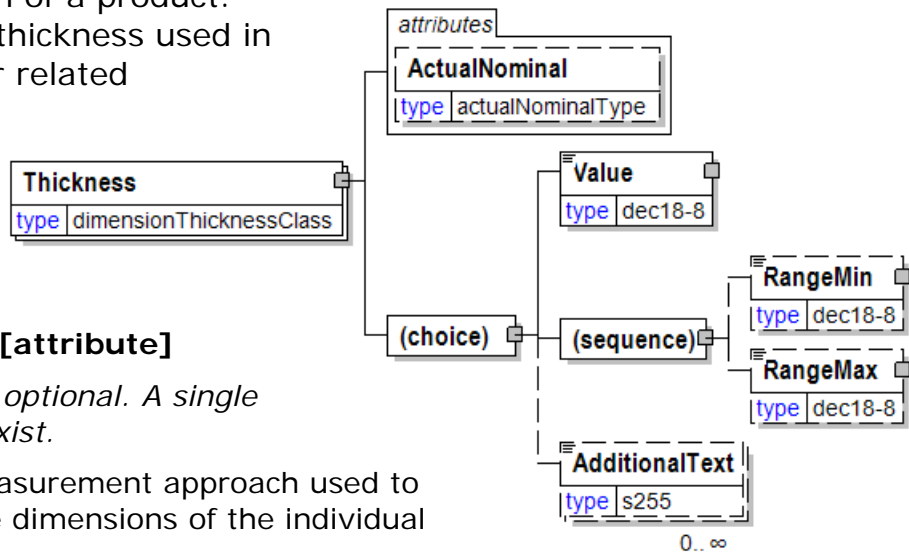 of a product.
thickness used in
related
attributes
ActualNominal
type actualNominalType
Thickness
type dimensionThicknessClass
Value
type dec18-8
RangeMin
type dec18-8
(choice)
(sequence)
RangeMax
type dec18-8
AdditionalText
type s255
0.. ∞
[attribute]
optional. A single
xist.
asurement approach used to
e dimensions of the individual